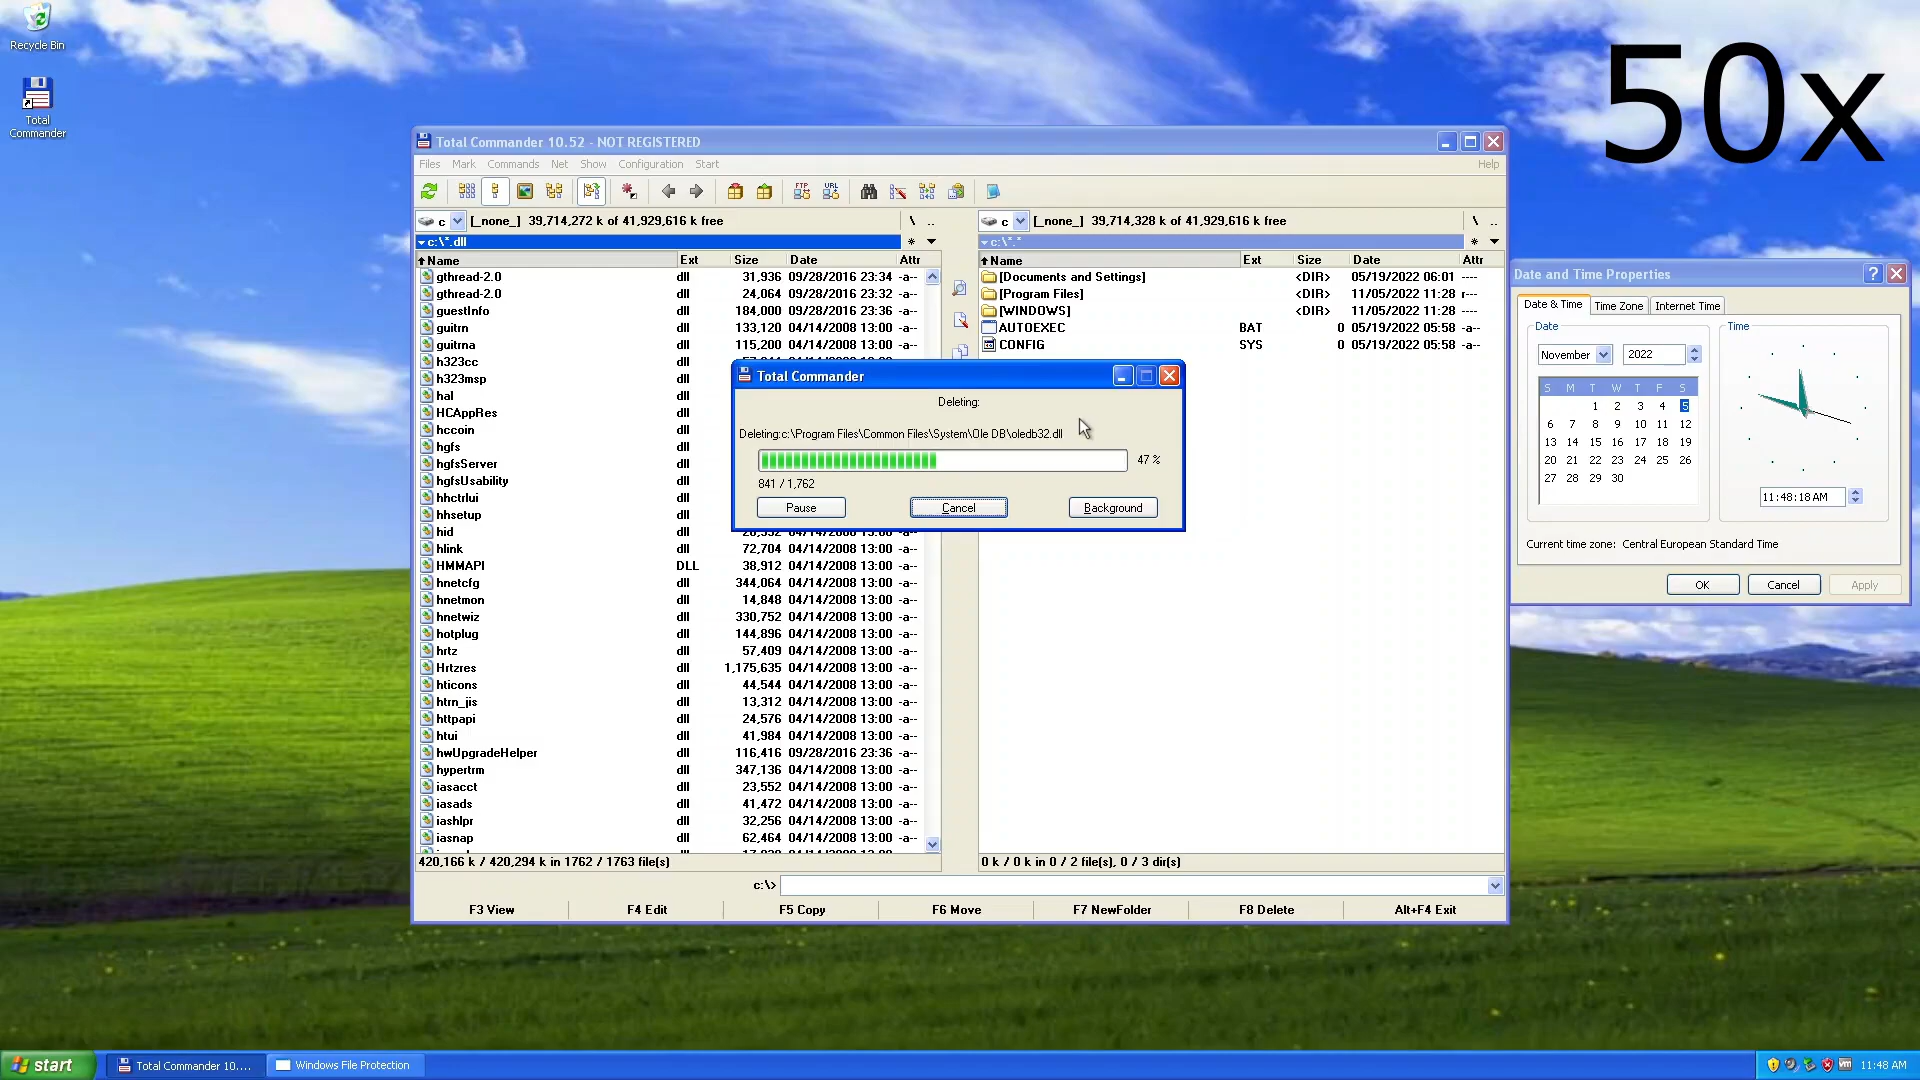 50x
Recycle Bin
Total
Commander
Total Commander 10.52 - NOT REGISTERED
Files Mark Commands Net Show Configuration Start Help
FTP URL
c [_none_] 39,714,272 k of 41,929,616 k free \ ..
c [_none_] 39,714,328 k of 41,929,616 k free \ ..
c:\*.dll * 
c:\*.* *
Name Ext Size Date Attr
gthread-2.0 dll 31,936 09/28/2016 23:34 -a--
gthread-2.0 dll 24,064 09/28/2016 23:32 -a--
guestInfo dll 184,000 09/28/2016 23:36 -a--
guitrn dll 133,120 04/14/2008 13:00 -a--
guitrna dll 115,200 04/14/2008 13:00 -a--
h323cc dll
h323msp
hal
HCAppRes
hccoin
hgfs
hgfsServer
hgfsUsability
hhctrlui
hhsetup
hid
hlink dll 72,704 04/14/2008 13:00 -a--
HMMAPI DLL 38,912 04/14/2008 13:00 -a--
hnetcfg dll 344,064 04/14/2008 13:00 -a--
hnetmon dll 14,848 04/14/2008 13:00 -a--
hnetwiz dll 330,752 04/14/2008 13:00 -a--
hotplug dll 144,896 04/14/2008 13:00 -a--
hrtz dll 57,409 04/14/2008 13:00 -a--
Hrtzres dll 1,175,635 04/14/2008 13:00 -a--
hticons dll 44,544 04/14/2008 13:00 -a--
htrn_jis dll 13,312 04/14/2008 13:00 -a--
httpapi dll 24,576 04/14/2008 13:00 -a--
htui dll 41,984 04/14/2008 13:00 -a--
hwUpgradeHelper dll 116,416 09/28/2016 23:36 -a--
hypertrm dll 347,136 04/14/2008 13:00 -a--
iasacct dll 23,552 04/14/2008 13:00 -a--
iasads dll 41,472 04/14/2008 13:00 -a--
iashlpr dll 32,256 04/14/2008 13:00 -a--
iasnap dll 62,464 04/14/2008 13:00 -a--
420,166 k / 420,294 k in 1762 / 1763 file(s)
Name Ext Size Date Attr
[Documents and Settings] <DIR> 05/19/2022 06:01 ----
[Program Files] <DIR> 11/05/2022 11:28 r---
[WINDOWS] <DIR> 11/05/2022 11:28 ----
AUTOEXEC BAT 0 05/19/2022 05:58 -a--
CONFIG SYS 0 05/19/2022 05:58 -a--
0 k / 0 k in 0 / 2 file(s), 0 / 3 dir(s)
c:\>
F3 View F4 Edit F5 Copy F6 Move F7 NewFolder F8 Delete Alt+F4 Exit
Total Commander
Deleting:
Deleting:c:\Program Files\Common Files\System\Ole DB\oledb32.dll
47 %
841 / 1,762
Pause Cancel Background
Date and Time Properties
Date & Time Time Zone Internet Time
Date
November 2022
S M T W T F S
1 2 3 4 5
6 7 8 9 10 11 12
13 14 15 16 17 18 19
20 21 22 23 24 25 26
27 28 29 30
Time
11:48:18 AM
Current time zone: Central European Standard Time
OK Cancel Apply
start
Total Commander 10....
Windows File Protection
vm
11:48 AM